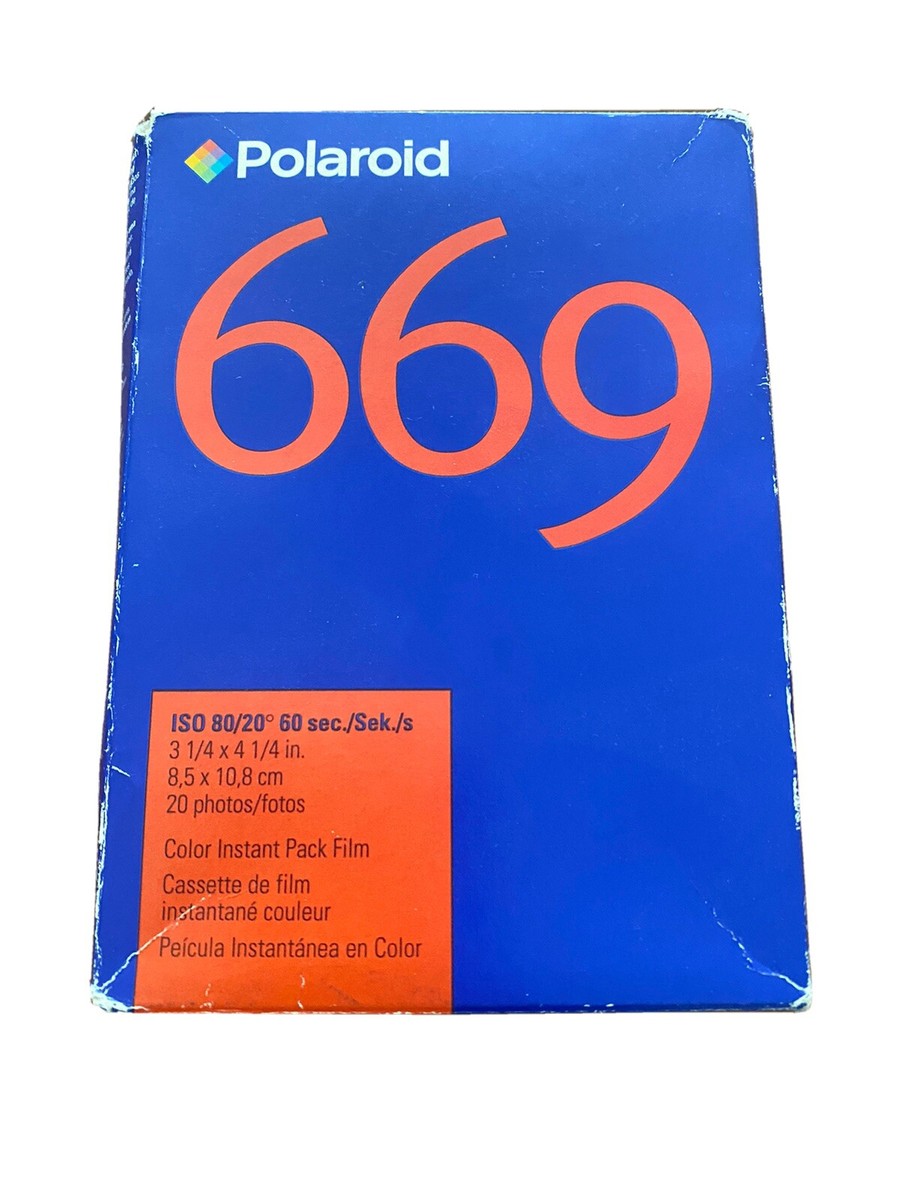 Polaroid
669
ISO 80/20° 60 sec./Sek./s
3 1/4 x 4 1/4 in.
8,5 x 10,8 cm
20 photos/fotos
Color Instant Pack Film
Cassette de film
instantané couleur
Peícula Instantánea en Color